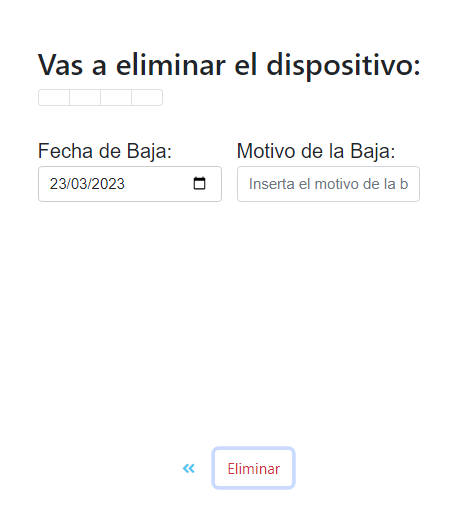 Vas a eliminar el dispositivo:
Fecha de Baja: Motivo de la Baja:
23/03/2023 Inserta el motivo de la b
« Eliminar